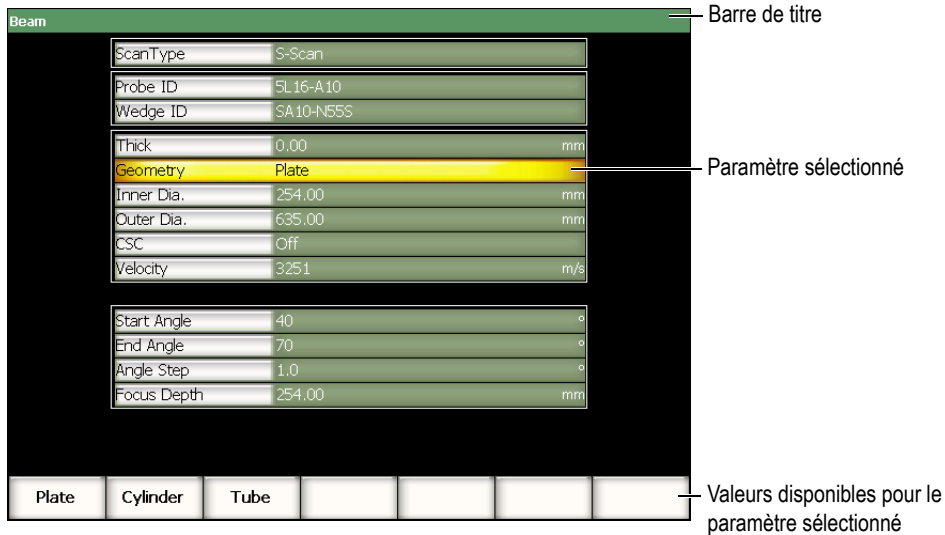 Beam
Barre de titre
ScanType S-Scan
Probe ID 5L16-A10
Wedge ID SA10-N55S
Thick 0.00 mm
Geometry Plate
Paramètre sélectionné
Inner Dia. 254.00 mm
Outer Dia. 635.00 mm
CSC Off
Velocity 3251 m/s
Start Angle 40 °
End Angle 70 °
Angle Step 1.0 °
Focus Depth 254.00 mm
Plate Cylinder Tube
Valeurs disponibles pour le
paramètre sélectionné